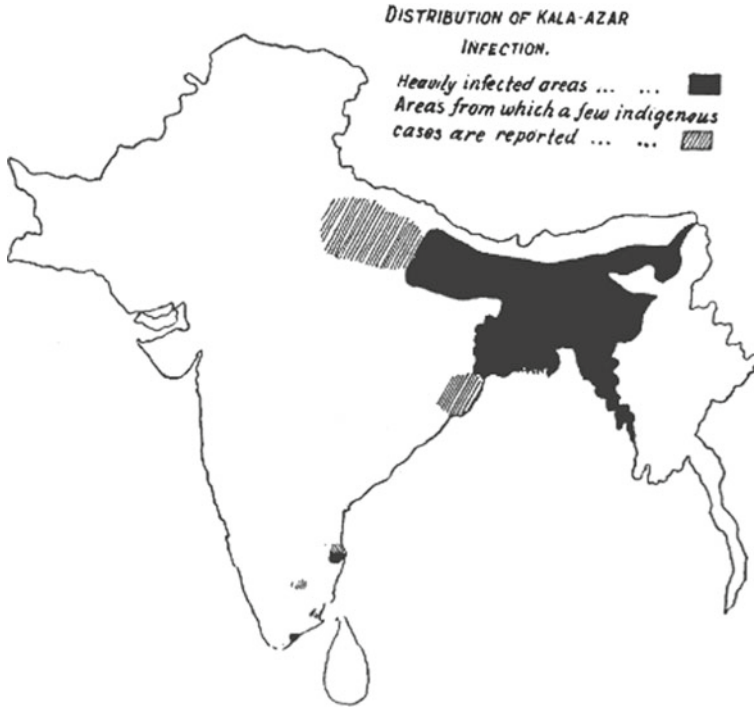 DISTRIBUTION OF KALA-AZAR
INFECTION.
Heavily infected areas ... ...
Areas from which a few indigenous
cases are reported ... ...